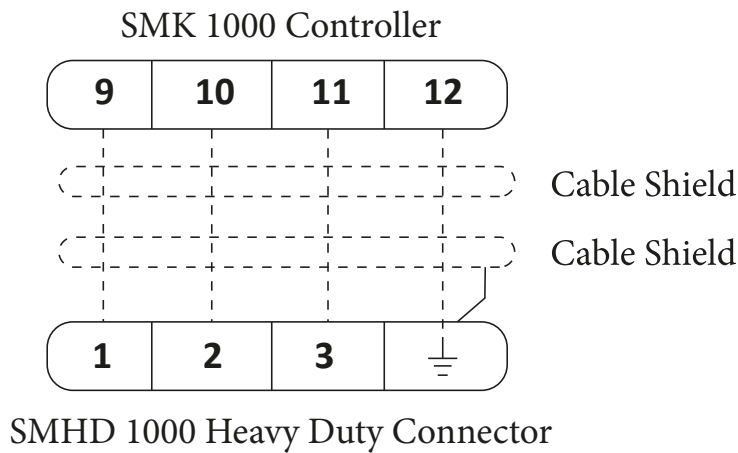 SMK 1000 Controller
9 10 11 12
Cable Shield
Cable Shield
1 2 3
SMHD 1000 Heavy Duty Connector